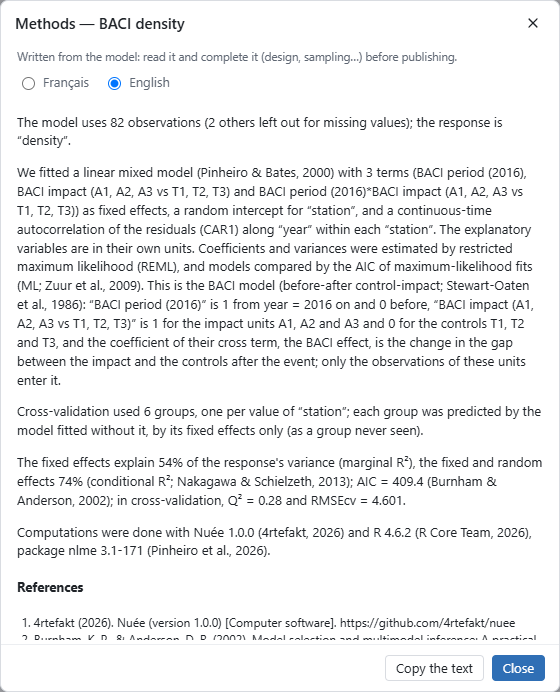 Methods — BACI density
Written from the model: read it and complete it (design, sampling...) before publishing.
Français English
The model uses 82 observations (2 others left out for missing values); the response is
“density”.
We fitted a linear mixed model (Pinheiro & Bates, 2000) with 3 terms (BACI period (2016),
BACI impact (A1, A2, A3 vs T1, T2, T3) and BACI period (2016)*BACI impact (A1, A2, A3 vs
T1, T2, T3)) as fixed effects, a random intercept for “station”, and a continuous-time
autocorrelation of the residuals (CAR1) along “year” within each “station”. The explanatory
variables are in their own units. Coefficients and variances were estimated by restricted
maximum likelihood (REML), and models compared by the AIC of maximum-likelihood fits
(ML; Zuur et al., 2009). This is the BACI model (before-after control-impact; Stewart-Oaten
et al., 1986): “BACI period (2016)” is 1 from year = 2016 on and 0 before, “BACI impact (A1,
A2, A3 vs T1, T2, T3)” is 1 for the impact units A1, A2 and A3 and 0 for the controls T1, T2
and T3, and the coefficient of their cross term, the BACI effect, is the change in the gap
between the impact and the controls after the event; only the observations of these units
enter it.
Cross-validation used 6 groups, one per value of “station”; each group was predicted by the
model fitted without it, by its fixed effects only (as a group never seen).
The fixed effects explain 54% of the response's variance (marginal R²), the fixed and random
effects 74% (conditional R²; Nakagawa & Schielzeth, 2013); AIC = 409.4 (Burnham &
Anderson, 2002); in cross-validation, Q² = 0.28 and RMSEcv = 4.601.
Computations were done with Nuée 1.0.0 (4rtefakt, 2026) and R 4.6.2 (R Core Team, 2026),
package nlme 3.1-171 (Pinheiro et al., 2026).
References
1. 4rtefakt (2026). Nuée (version 1.0.0) [Computer software]. https://github.com/4rtefakt/nuee
2. Burnham, K. P., & Anderson, D. R. (2002). Model selection and multimodel inference: A practical
Copy the text Close